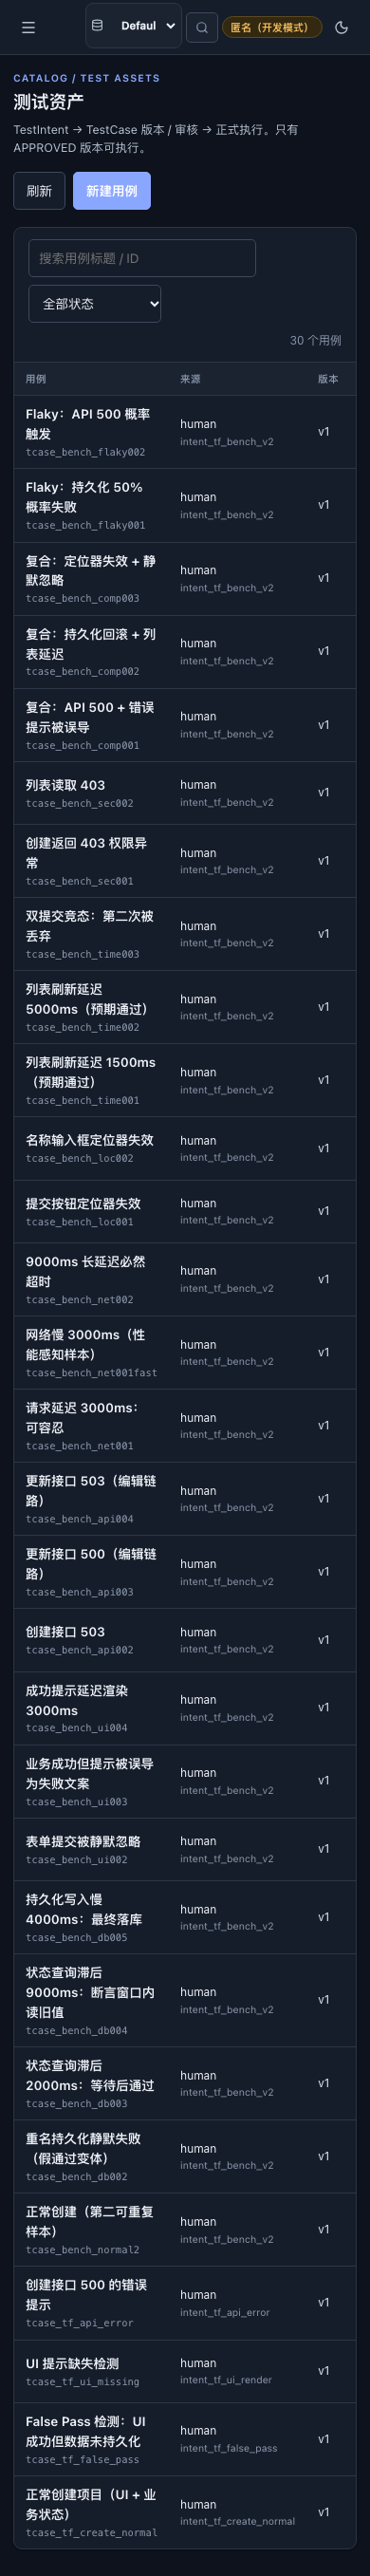 Defaul
匿名（开发模式）
CATALOG / TEST ASSETS
测试资产
TestIntent → TestCase 版本 / 审核 → 正式执行。只有
APPROVED 版本可执行。
刷新
新建用例
搜索用例标题 / ID
全部状态
30 个用例
用例 来源 版本
Flaky：API 500 概率
触发
tcase_bench_flaky002
human
intent_tf_bench_v2
v1
Flaky：持久化 50%
概率失败
tcase_bench_flaky001
human
intent_tf_bench_v2
v1
复合：定位器失效 + 静
默忽略
tcase_bench_comp003
human
intent_tf_bench_v2
v1
复合：持久化回滚 + 列
表延迟
tcase_bench_comp002
human
intent_tf_bench_v2
v1
复合：API 500 + 错误
提示被误导
tcase_bench_comp001
human
intent_tf_bench_v2
v1
列表读取 403
tcase_bench_sec002
human
intent_tf_bench_v2
v1
创建返回 403 权限异
常
tcase_bench_sec001
human
intent_tf_bench_v2
v1
双提交竞态：第二次被
丢弃
tcase_bench_time003
human
intent_tf_bench_v2
v1
列表刷新延迟
5000ms（预期通过）
tcase_bench_time002
human
intent_tf_bench_v2
v1
列表刷新延迟 1500ms
（预期通过）
tcase_bench_time001
human
intent_tf_bench_v2
v1
名称输入框定位器失效
tcase_bench_loc002
human
intent_tf_bench_v2
v1
提交按钮定位器失效
tcase_bench_loc001
human
intent_tf_bench_v2
v1
9000ms 长延迟必然
超时
tcase_bench_net002
human
intent_tf_bench_v2
v1
网络慢 3000ms（性
能感知样本）
tcase_bench_net001fast
human
intent_tf_bench_v2
v1
请求延迟 3000ms：
可容忍
tcase_bench_net001
human
intent_tf_bench_v2
v1
更新接口 503（编辑链
路）
tcase_bench_api004
human
intent_tf_bench_v2
v1
更新接口 500（编辑链
路）
tcase_bench_api003
human
intent_tf_bench_v2
v1
创建接口 503
tcase_bench_api002
human
intent_tf_bench_v2
v1
成功提示延迟渲染
3000ms
tcase_bench_ui004
human
intent_tf_bench_v2
v1
业务成功但提示被误导
为失败文案
tcase_bench_ui003
human
intent_tf_bench_v2
v1
表单提交被静默忽略
tcase_bench_ui002
human
intent_tf_bench_v2
v1
持久化写入慢
4000ms：最终落库
tcase_bench_db005
human
intent_tf_bench_v2
v1
状态查询滞后
9000ms：断言窗口内
读旧值
tcase_bench_db004
human
intent_tf_bench_v2
v1
状态查询滞后
2000ms：等待后通过
tcase_bench_db003
human
intent_tf_bench_v2
v1
重名持久化静默失败
（假通过变体）
tcase_bench_db002
human
intent_tf_bench_v2
v1
正常创建（第二可重复
样本）
tcase_bench_normal2
human
intent_tf_bench_v2
v1
创建接口 500 的错误
提示
tcase_tf_api_error
human
intent_tf_api_error
v1
UI 提示缺失检测
tcase_tf_ui_missing
human
intent_tf_ui_render
v1
False Pass 检测：UI
成功但数据未持久化
tcase_tf_false_pass
human
intent_tf_false_pass
v1
正常创建项目（UI + 业
务状态）
tcase_tf_create_normal
human
intent_tf_create_normal
v1